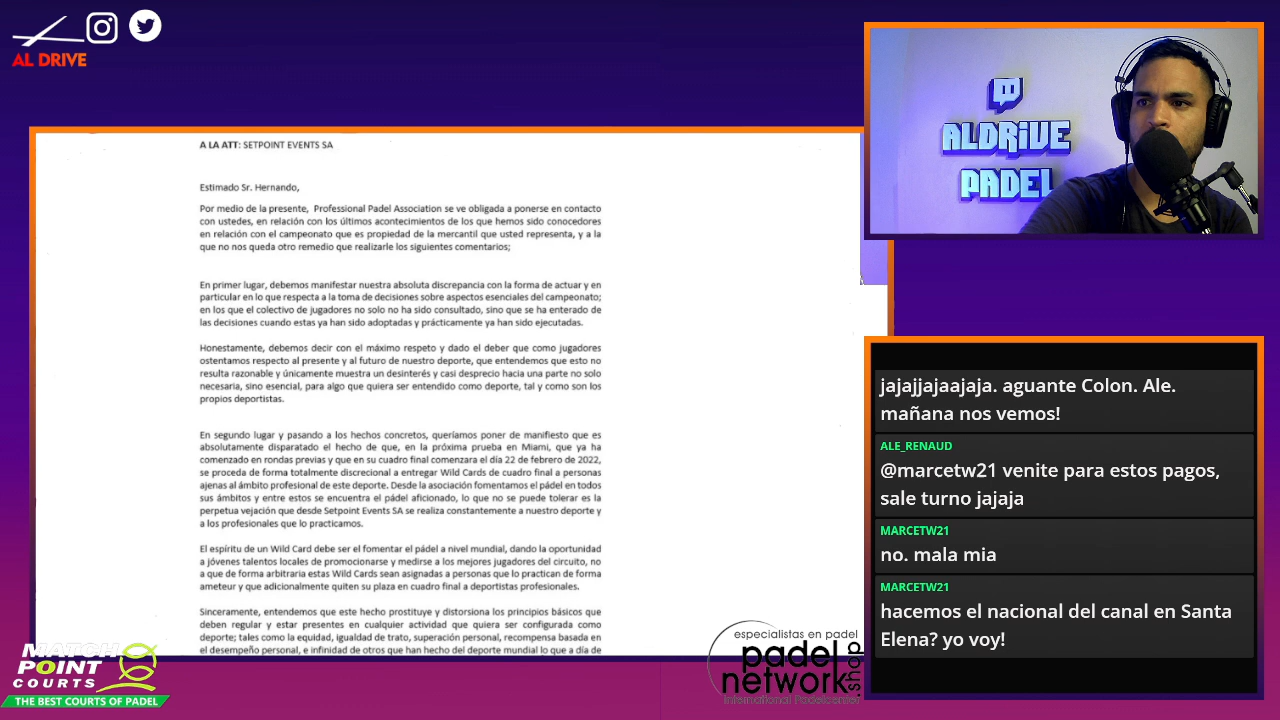 AL DRIVE
A LA ATT: SETPOINT EVENTS SA
Estimado Sr. Hernando,
Por medio de la presente, Professional Padel Association se ve obligada a ponerse en contacto
con ustedes, en relación con los últimos acontecimientos de los que hemos sido conocedores
en relación con el campeonato que es propiedad de la mercantil que usted representa, y a la
que no nos queda otro remedio que realizarle los siguientes comentarios;
En primer lugar, debemos manifestar nuestra absoluta discrepancia con la forma de actuar y en
particular en lo que respecta a la toma de decisiones sobre aspectos esenciales del campeonato;
en los que el colectivo de jugadores no solo no ha sido consultado, sino que se ha enterado de
las decisiones cuando estas ya han sido adoptadas y prácticamente ya han sido ejecutadas.
Honestamente, debemos decir con el máximo respeto y dado el deber que como jugadores
ostentamos respecto al presente y al futuro de nuestro deporte, que entendemos que esto no
resulta razonable y únicamente muestra un desinterés y casi desprecio hacia una parte no solo
necesaria, sino esencial, para algo que quiera ser entendido como deporte, tal y como son los
propios deportistas.
En segundo lugar y pasando a los hechos concretos, queríamos poner de manifiesto que es
absolutamente disparatado el hecho de que, en la próxima prueba en Miami, que ya ha
comenzado en rondas previas y que en su cuadro final comenzara el día 22 de febrero de 2022,
se proceda de forma totalmente discrecional a entregar Wild Cards de cuadro final a personas
ajenas al ámbito profesional de este deporte. Desde la asociación fomentamos el pádel en todos
sus ámbitos y entre estos se encuentra el pádel aficionado, lo que no se puede tolerar es la
perpetua vejación que desde Setpoint Events SA se realiza constantemente a nuestro deporte y
a los profesionales que lo practicamos.
El espíritu de un Wild Card debe ser el fomentar el pádel a nivel mundial, dando la oportunidad
a jóvenes talentos locales de promocionarse y medirse a los mejores jugadores del circuito, no
a que de forma arbitraria estas Wild Cards sean asignadas a personas que lo practican de forma
ameteur y que adicionalmente quiten su plaza en cuadro final a deportistas profesionales.
Sinceramente, entendemos que este hecho prostituye y distorsiona los principios básicos que
deben regular y estar presentes en cualquier actividad que quiera ser configurada como
deporte; tales como la equidad, igualdad de trato, superación personal, recompensa basada en
el desempeño personal, e infinidad de otros que han hecho del deporte mundial lo que a día de
ALDRIVE
PADEL
jajajjajaajaja. aguante Colon. Ale.
mañana nos vemos!
ALE_RENAUD
@marcetw21 venite para estos pagos,
sale turno jajaja
MARCETW21
no. mala mia
MARCETW21
hacemos el nacional del canal en Santa
Elena? yo voy!
MATCH
POINT
COURTS
THE BEST COURTS OF PADEL
especialistas en padel
padel
network
.shop
International Padelcenter